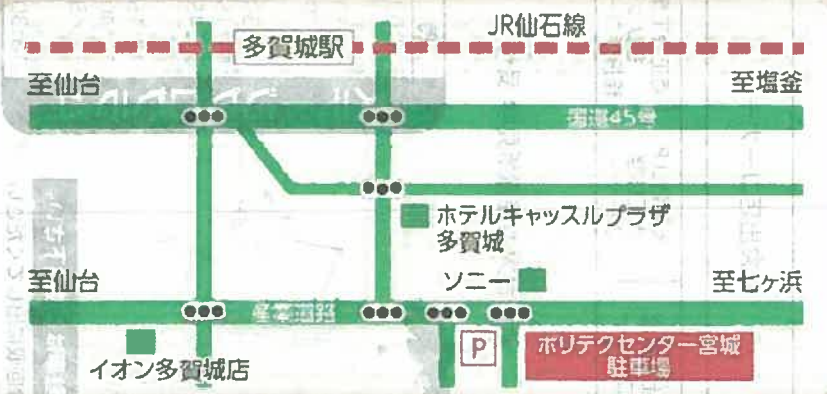 JR仙石線
多賀城駅
至仙台
至塩釜
国道45号
ホテルキャッスルプラザ
多賀城
至仙台
ソニー
至七ヶ浜
産業道路
P
ポリテクセンター宮城
駐車場
イオン多賀城店